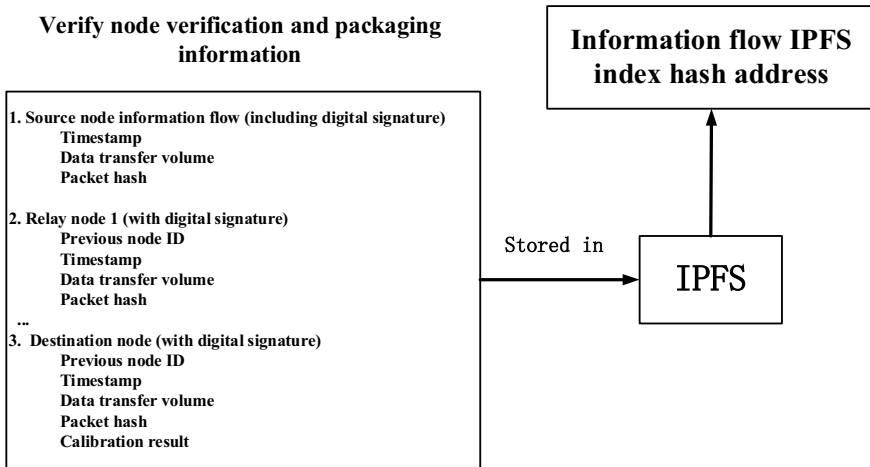 Verify node verification and packaging
information
1. Source node information flow (including digital signature)
Timestamp
Data transfer volume
Packet hash
2. Relay node 1 (with digital signature)
Previous node ID
Timestamp
Data transfer volume
Packet hash
...
3. Destination node (with digital signature)
Previous node ID
Timestamp
Data transfer volume
Packet hash
Calibration result
Stored in
IPFS
Information flow IPFS
index hash address